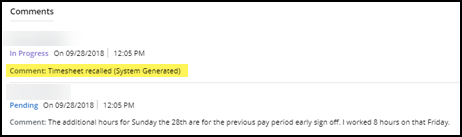 Comments
In Progress On 09/28/2018 | 12:05 PM
Comment: Timesheet recalled (System Generated)
Pending On 09/28/2018 | 12:05 PM
Comment: The additional hours for Sunday the 28th are for the previous pay period early sign off. I worked 8 hours on that Friday.